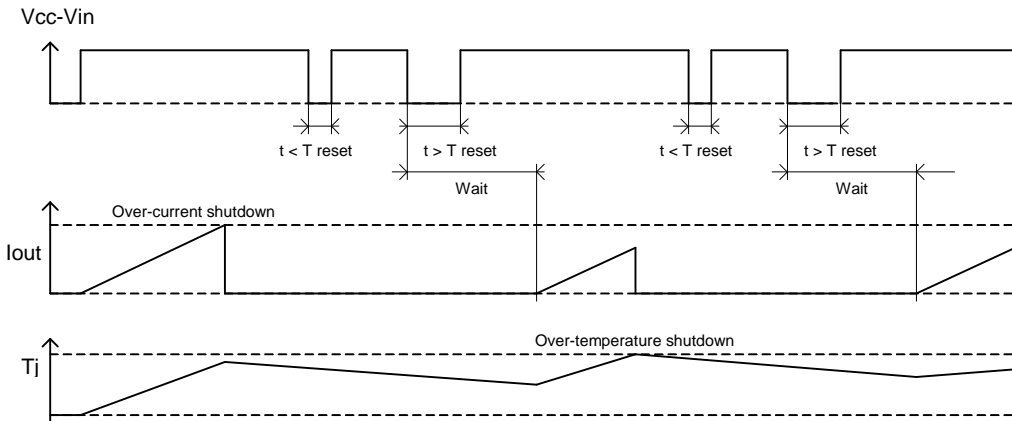 Vcc-Vin
t < T reset
t > T reset
t < T reset
t > T reset
Wait
Wait
Over-current shutdown
Iout
Over-temperature shutdown
Tj